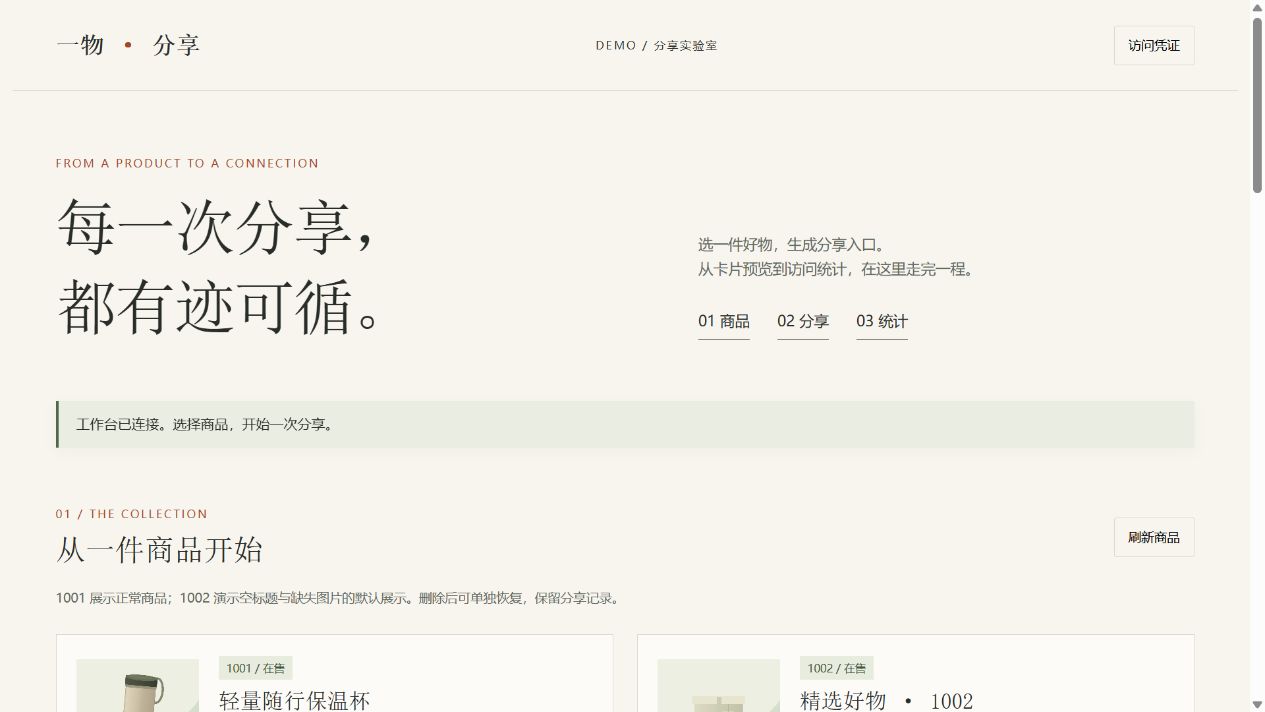 一物 • 分享
DEMO / 分享实验室
访问凭证
FROM A PRODUCT TO A CONNECTION
每一次分享，
都有迹可循。
选一件好物，生成分享入口。
从卡片预览到访问统计，在这里走完一程。
01 商品
02 分享
03 统计
工作台已连接。选择商品，开始一次分享。
01 / THE COLLECTION
从一件商品开始
刷新商品
1001 展示正常商品；1002 演示空标题与缺失图片的默认展示。删除后可单独恢复，保留分享记录。
1001 / 在售
轻量随行保温杯
1002 / 在售
精选好物 • 1002